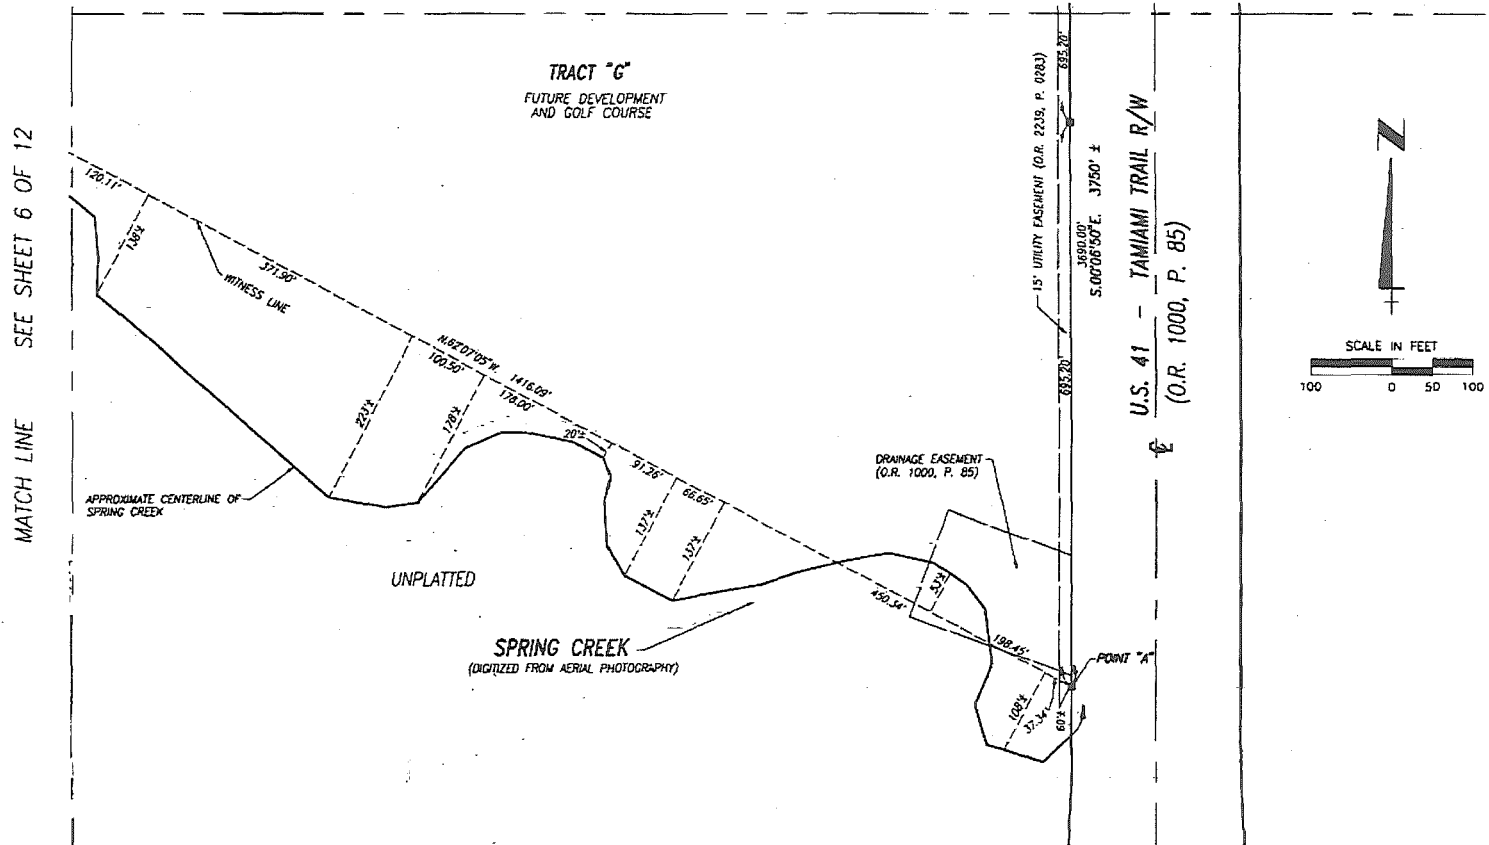 TRACT "G"
FUTURE DEVELOPMENT
AND GOLF COURSE
MATCH LINE SEE SHEET 6 OF 12
120.11'
138'±
371.90'
WITNESS LINE
N.62°07'05"W. 1416.09'
100.50'
178.00'
223'±
178'±
20'±
91.26'
66.65'
137'±
137'±
APPROXIMATE CENTERLINE OF
SPRING CREEK
UNPLATTED
SPRING CREEK
(DIGITIZED FROM AERIAL PHOTOGRAPHY)
DRAINAGE EASEMENT
(O.R. 1000, P. 85)
450.34'
53'±
198.45'
108'±
37.34'
60'±
POINT "A"
695.20'
15' UTILITY EASEMENT (O.R. 2239, P. 0283)
695.20'
3690.00'
S.00°06'50"E. 3750' ±
U.S. 41 - TAMIAMI TRAIL R/W
(O.R. 1000, P. 85)
℄
N
SCALE IN FEET
100 0 50 100